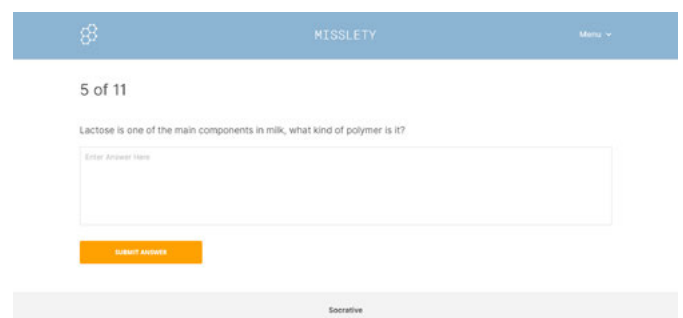 MISSLETY
Menu
5 of 11
Lactose is one of the main components in milk, what kind of polymer is it?
Enter Answer Here
SUBMIT ANSWER
Socrative